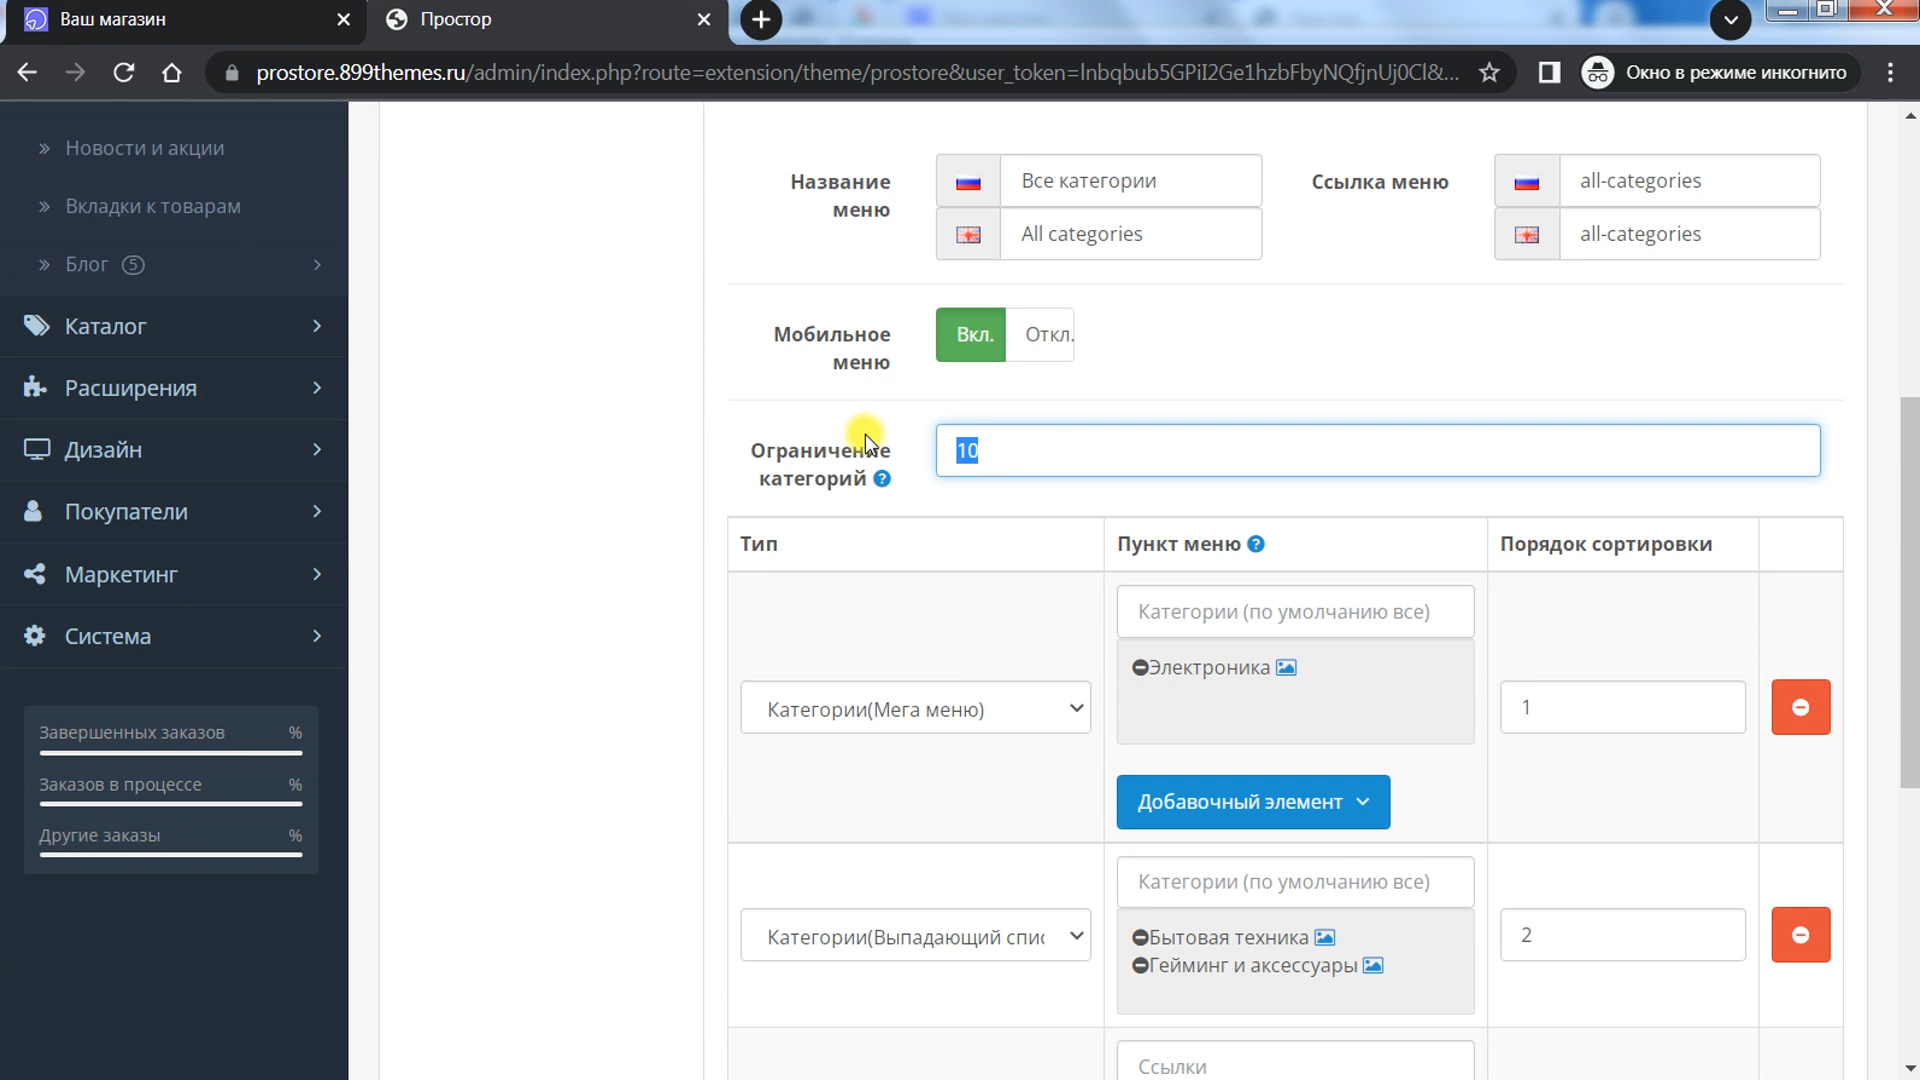 Ваш магазин
Простор
prostore.899themes.ru/admin/index.php?route=extension/theme/prostore&user_token=lnbqbub5GPiI2Ge1hzbFbyNQfjnUj0Cl&...
Окно в режиме инкогнито
» Новости и акции
» Вкладки к товарам
» Блог 5
Каталог
Расширения
Дизайн
Покупатели
Маркетинг
Система
Завершенных заказов %
Заказов в процессе %
Другие заказы %
Название меню
Все категории
All categories
Ссылка меню
all-categories
all-categories
Мобильное меню
Вкл. Откл.
Ограничение категорий ?
10
Тип Пункт меню ? Порядок сортировки
Категории (по умолчанию все)
Электроника
Категории(Мега меню) 1
Добавочный элемент
Категории (по умолчанию все)
Категории(Выпадающий спис 2
Бытовая техника
Гейминг и аксессуары
Ссылки